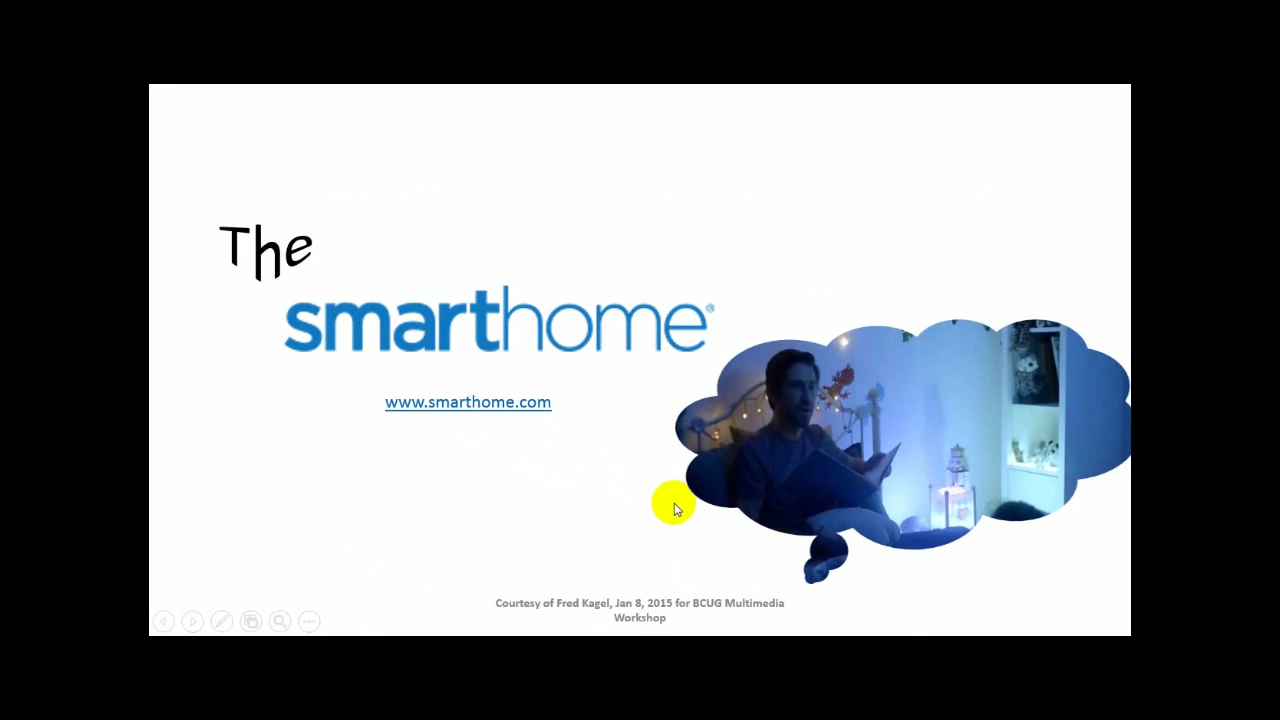 The
smarthome®
www.smarthome.com
Courtesy of Fred Kagel, Jan 8, 2015 for BCUG Multimedia
Workshop